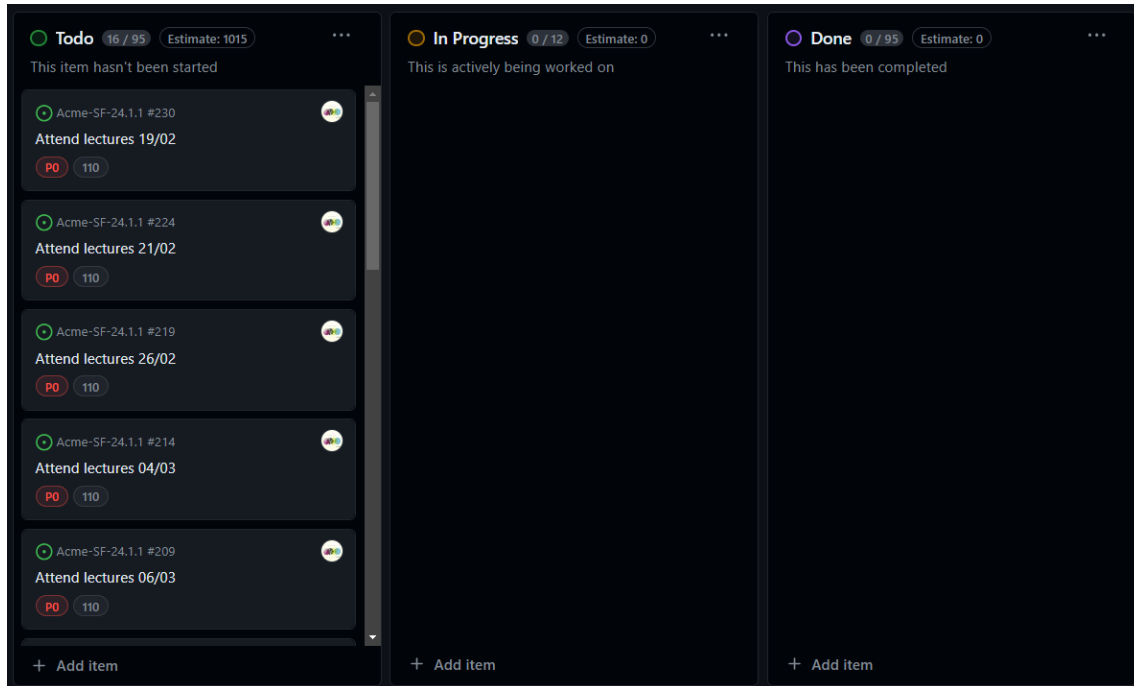 Todo 16 / 95 Estimate: 1015 ...
This item hasn't been started
Acme-SF-24.1.1 #230
Attend lectures 19/02
P0 110
Acme-SF-24.1.1 #224
Attend lectures 21/02
P0 110
Acme-SF-24.1.1 #219
Attend lectures 26/02
P0 110
Acme-SF-24.1.1 #214
Attend lectures 04/03
P0 110
Acme-SF-24.1.1 #209
Attend lectures 06/03
P0 110
+ Add item
In Progress 0 / 12 Estimate: 0 ...
This is actively being worked on
+ Add item
Done 0 / 95 Estimate: 0 ...
This has been completed
+ Add item